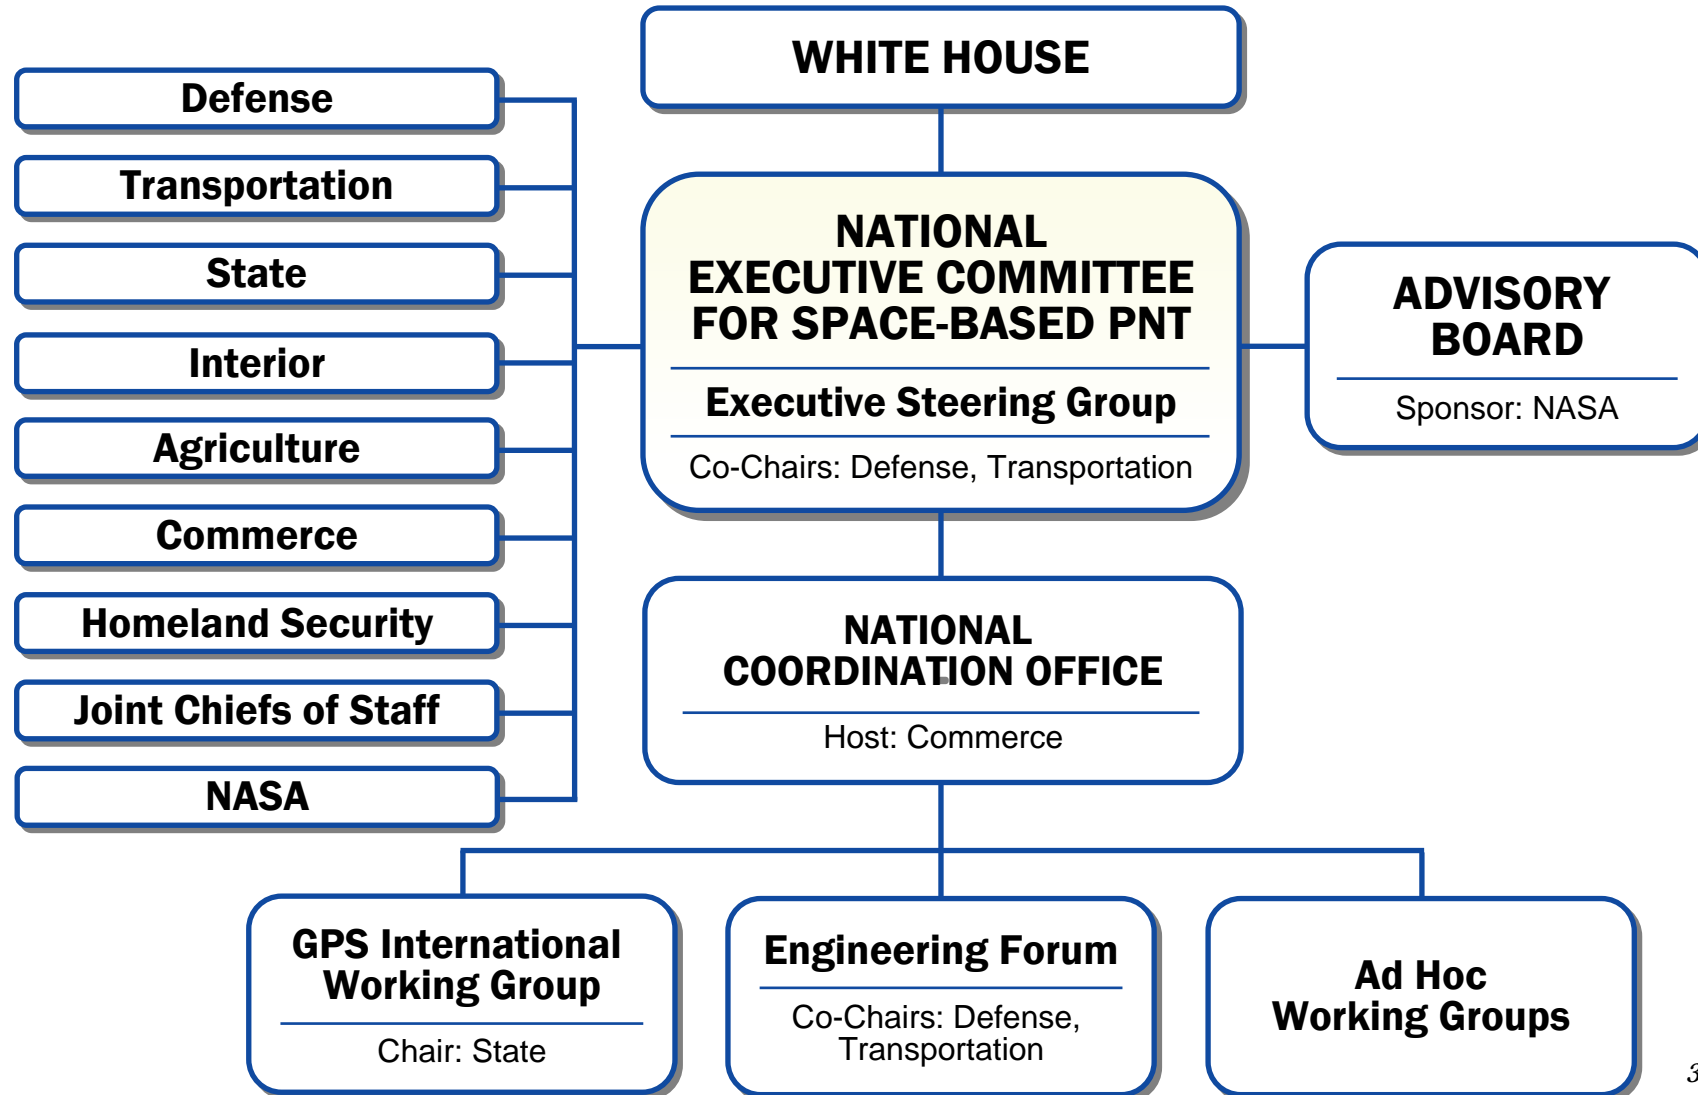 WHITE HOUSE
Defense
Transportation
State
Interior
Agriculture
Commerce
Homeland Security
Joint Chiefs of Staff
NASA
NATIONAL
EXECUTIVE COMMITTEE
FOR SPACE-BASED PNT
Executive Steering Group
Co-Chairs: Defense, Transportation
ADVISORY
BOARD
Sponsor: NASA
NATIONAL
COORDINATION OFFICE
Host: Commerce
GPS International
Working Group
Chair: State
Engineering Forum
Co-Chairs: Defense,
Transportation
Ad Hoc
Working Groups
3